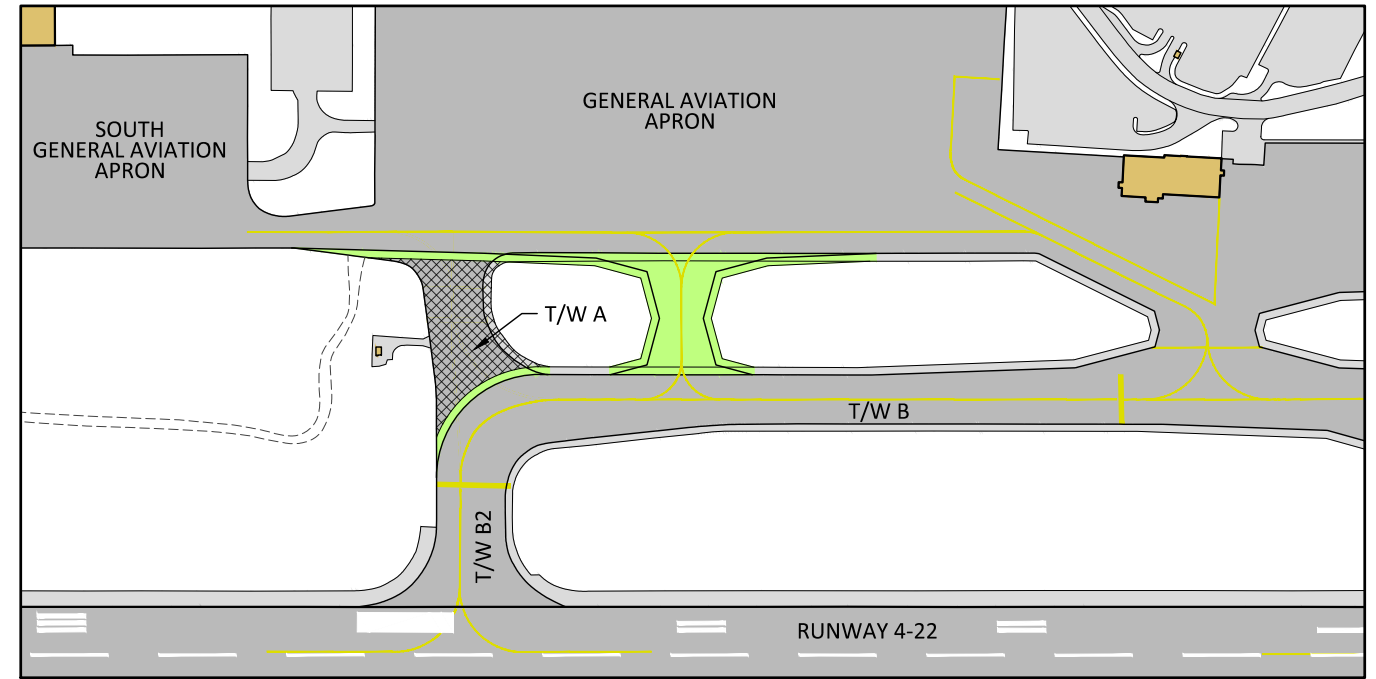 SOUTH
GENERAL AVIATION
APRON
GENERAL AVIATION
APRON
T/W A
T/W B
T/W B2
RUNWAY 4-22